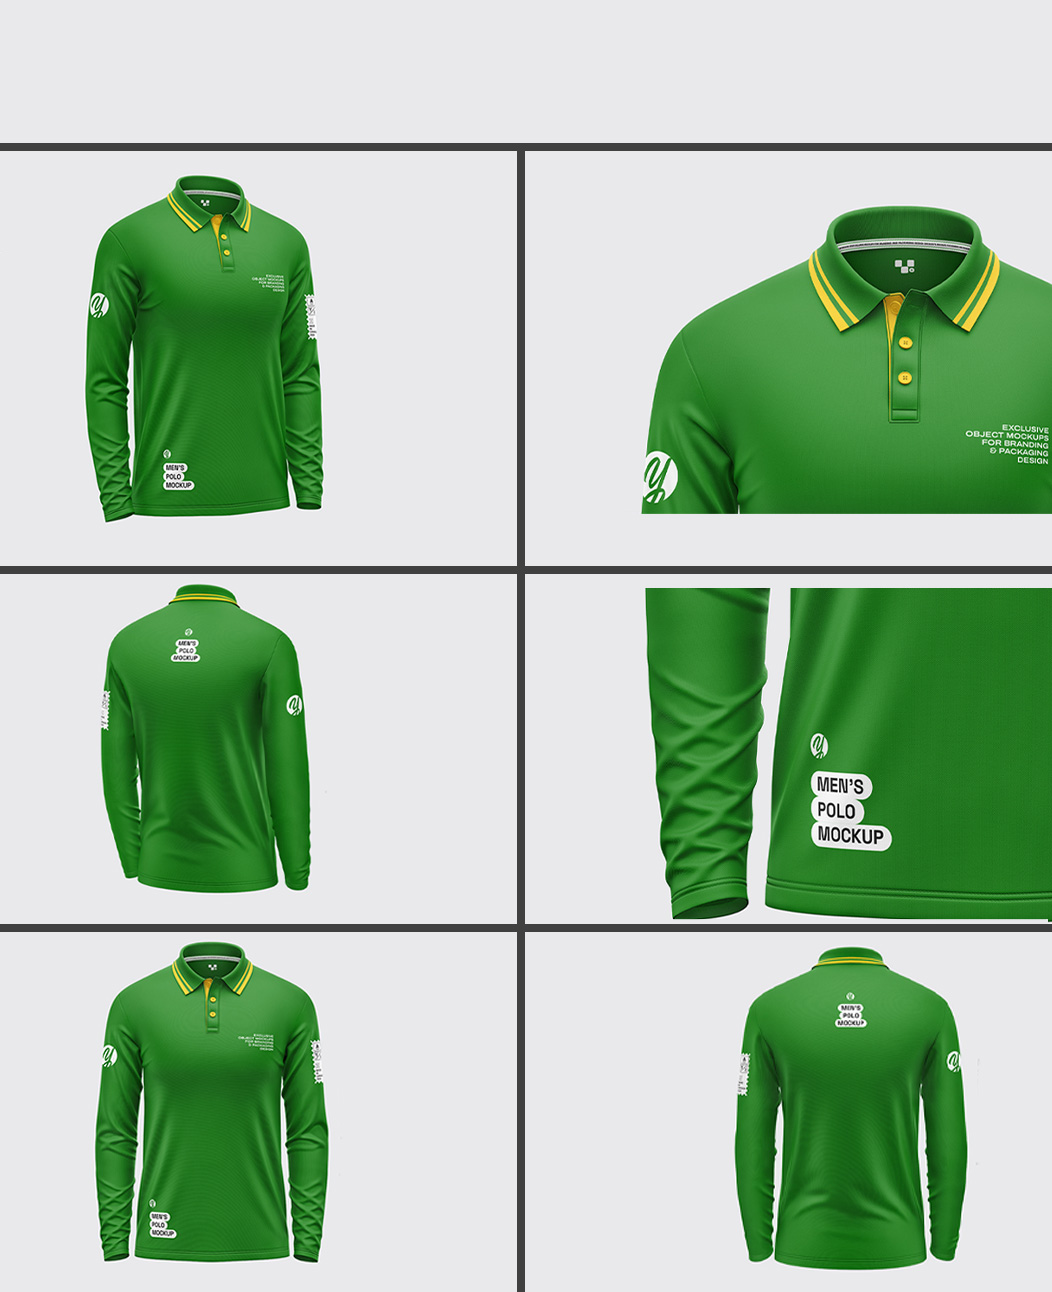 EXCLUSIVE
OBJECT MOCKUPS
FOR BRANDING
& PACKAGING
DESIGN
MEN'S
POLO
MOCKUP
EXCLUSIVE
OBJECT MOCKUPS
FOR BRANDING
& PACKAGING
DESIGN
y
MEN'S
POLO
MOCKUP
y
MEN'S
POLO
MOCKUP
EXCLUSIVE
OBJECT MOCKUPS
FOR BRANDING
& PACKAGING
DESIGN
MEN'S
POLO
MOCKUP
MEN'S
POLO
MOCKUP